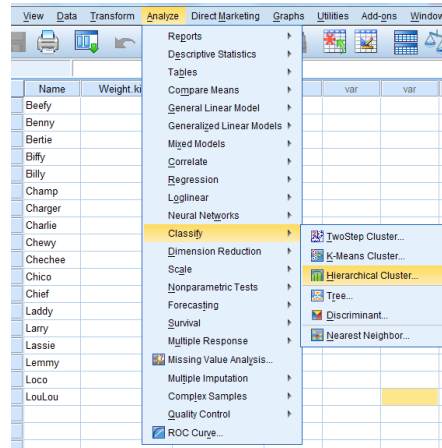 View Data Transform Analyze Direct Marketing Graphs Utilities Add-ons Window
Name Weight.ki var var
Beefy
Benny
Bertie
Biffy
Billy
Champ
Charger
Charlie
Chewy
Chechee
Chico
Chief
Laddy
Larry
Lassie
Lemmy
Loco
LouLou
Reports
Descriptive Statistics
Tables
Compare Means
General Linear Model
Generalized Linear Models
Mixed Models
Correlate
Regression
Loglinear
Neural Networks
Classify
Dimension Reduction
Scale
Nonparametric Tests
Forecasting
Survival
Multiple Response
Missing Value Analysis...
Multiple Imputation
Complex Samples
Quality Control
ROC Curve...
TwoStep Cluster...
K-Means Cluster...
Hierarchical Cluster...
Tree...
Discriminant...
Nearest Neighbor...